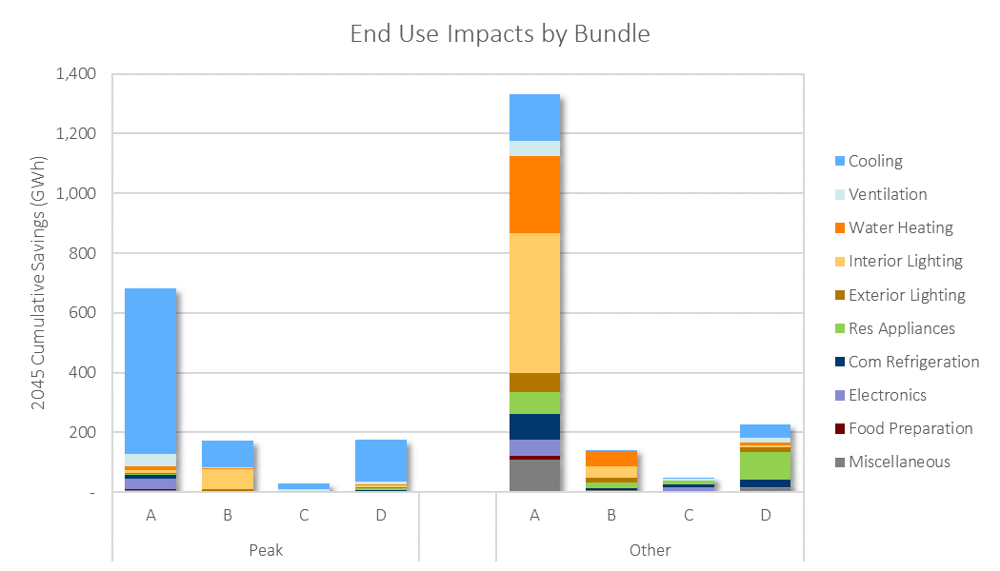 End Use Impacts by Bundle
2045 Cumulative Savings (GWh)
1,400
1,200
1,000
800
600
400
200
-
A B C D A B C D
Peak Other
Cooling
Ventilation
Water Heating
Interior Lighting
Exterior Lighting
Res Appliances
Com Refrigeration
Electronics
Food Preparation
Miscellaneous